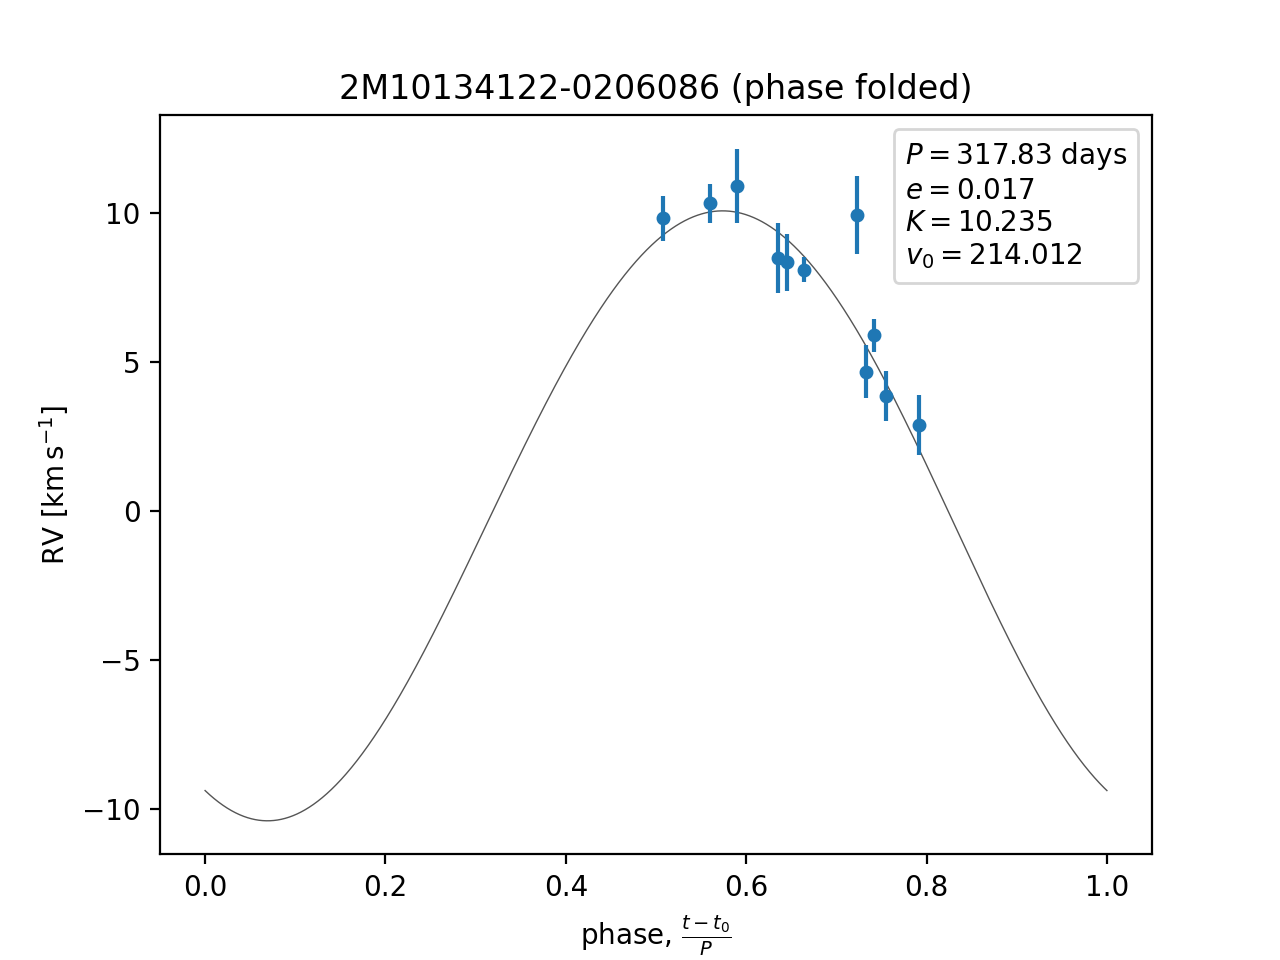 2M10134122-0206086 (phase folded)
P = 317.83 days
e = 0.017
K = 10.235
v₀ = 214.012
10
5
0
−5
−10
RV [km s⁻¹]
0.0 0.2 0.4 0.6 0.8 1.0
phase, (t − t₀)/P